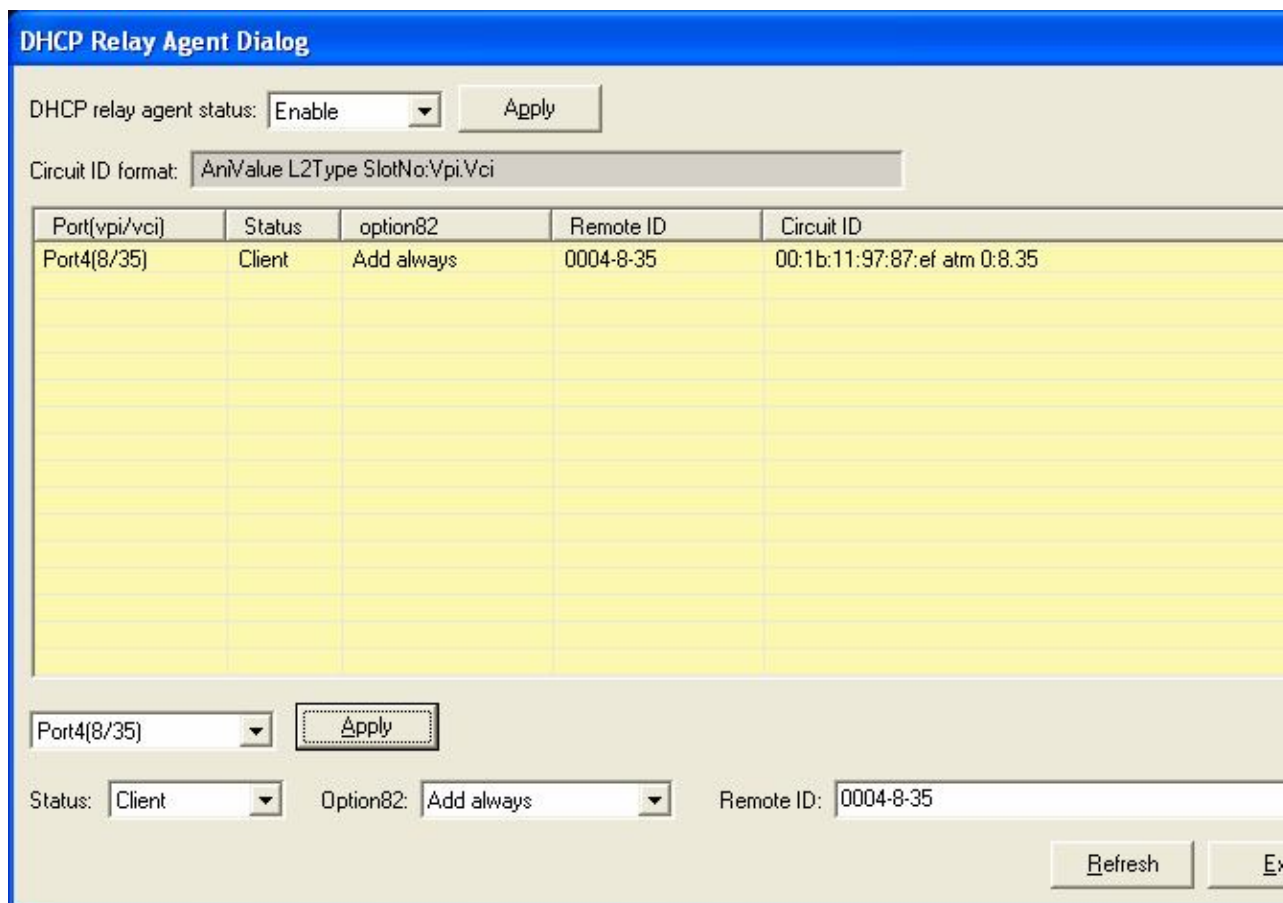 DHCP Relay Agent Dialog
DHCP relay agent status: Enable Apply
Circuit ID format: AniValue L2Type SlotNo:Vpi.Vci
Port(vpi/vci) Status option82 Remote ID Circuit ID
Port4(8/35) Client Add always 0004-8-35 00:1b:11:97:87:ef atm 0:8.35
Port4(8/35) Apply
Status: Client Option82: Add always Remote ID: 0004-8-35
Refresh